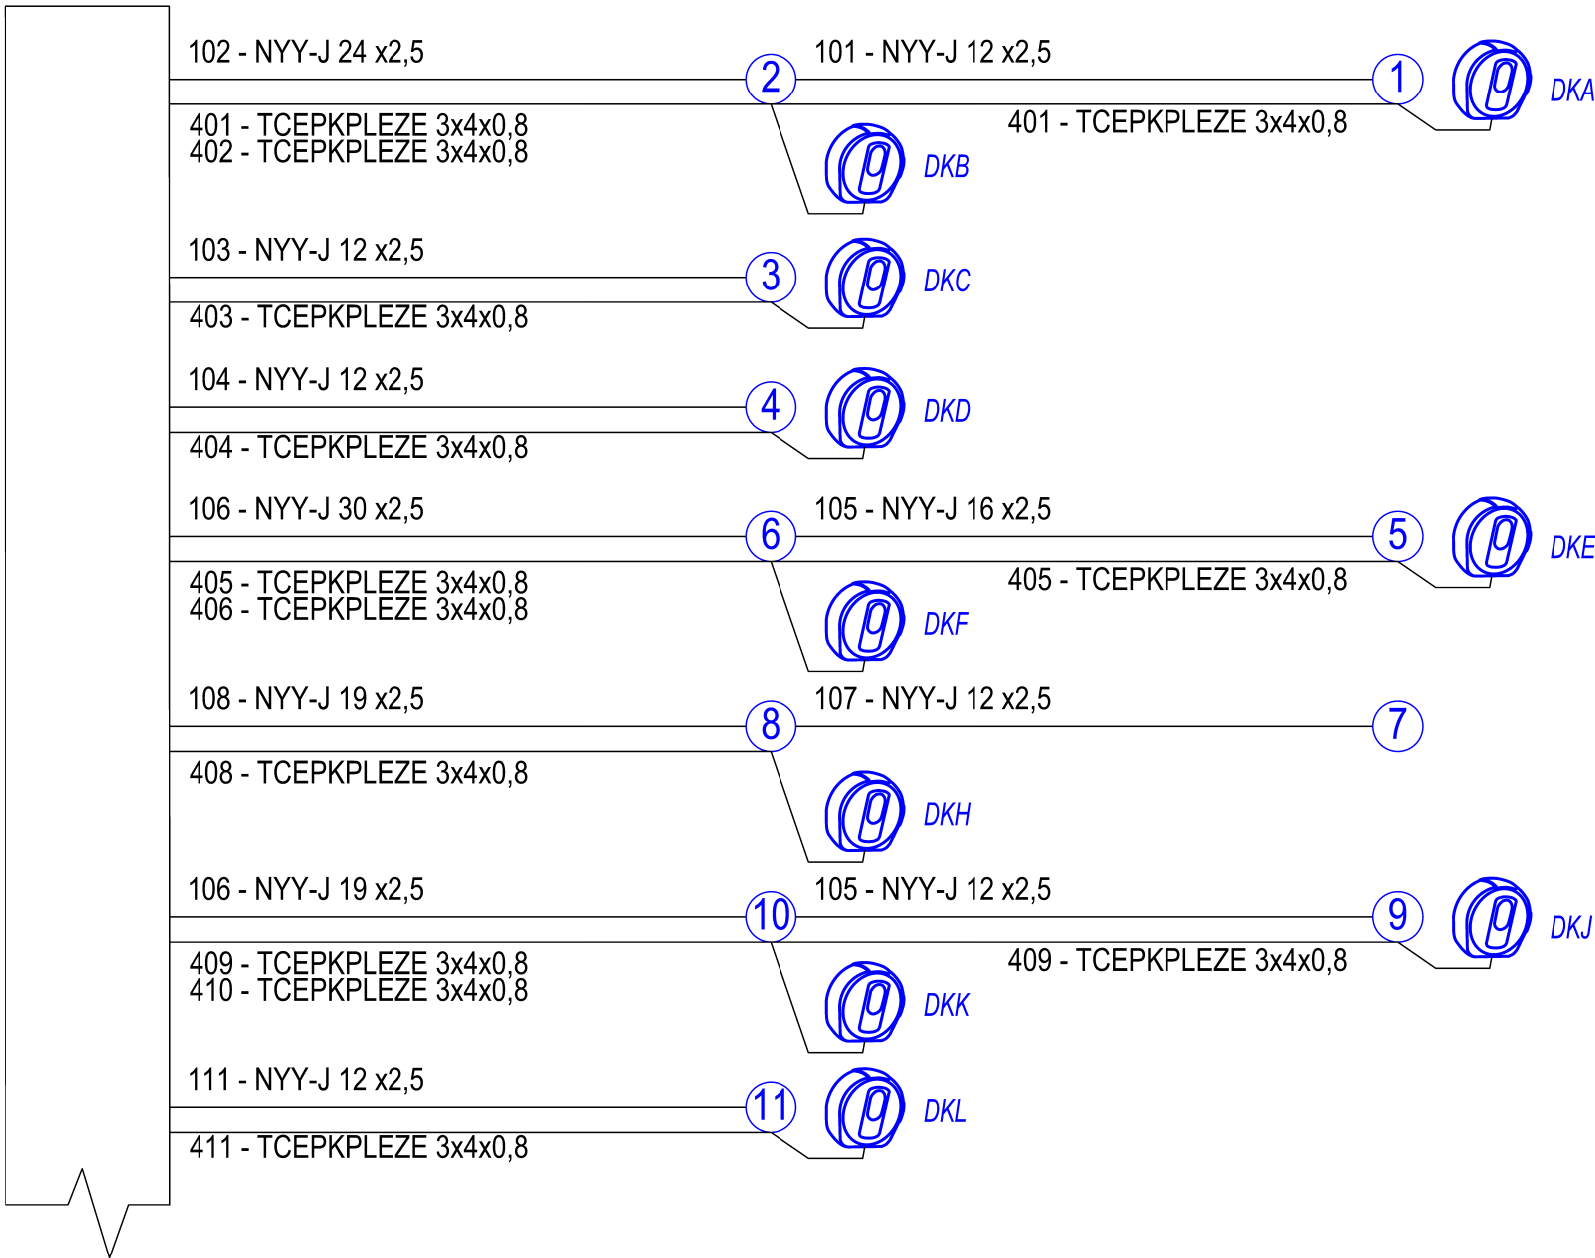 102 - NYY-J 24 x2,5
101 - NYY-J 12 x2,5
2
1
DKA
401 - TCEPKPLEZE 3x4x0,8
402 - TCEPKPLEZE 3x4x0,8
401 - TCEPKPLEZE 3x4x0,8
DKB
103 - NYY-J 12 x2,5
3
DKC
403 - TCEPKPLEZE 3x4x0,8
104 - NYY-J 12 x2,5
4
DKD
404 - TCEPKPLEZE 3x4x0,8
106 - NYY-J 30 x2,5
105 - NYY-J 16 x2,5
6
5
DKE
405 - TCEPKPLEZE 3x4x0,8
406 - TCEPKPLEZE 3x4x0,8
405 - TCEPKPLEZE 3x4x0,8
DKF
108 - NYY-J 19 x2,5
107 - NYY-J 12 x2,5
8
7
408 - TCEPKPLEZE 3x4x0,8
DKH
106 - NYY-J 19 x2,5
105 - NYY-J 12 x2,5
10
9
DKJ
409 - TCEPKPLEZE 3x4x0,8
410 - TCEPKPLEZE 3x4x0,8
409 - TCEPKPLEZE 3x4x0,8
DKK
111 - NYY-J 12 x2,5
11
DKL
411 - TCEPKPLEZE 3x4x0,8